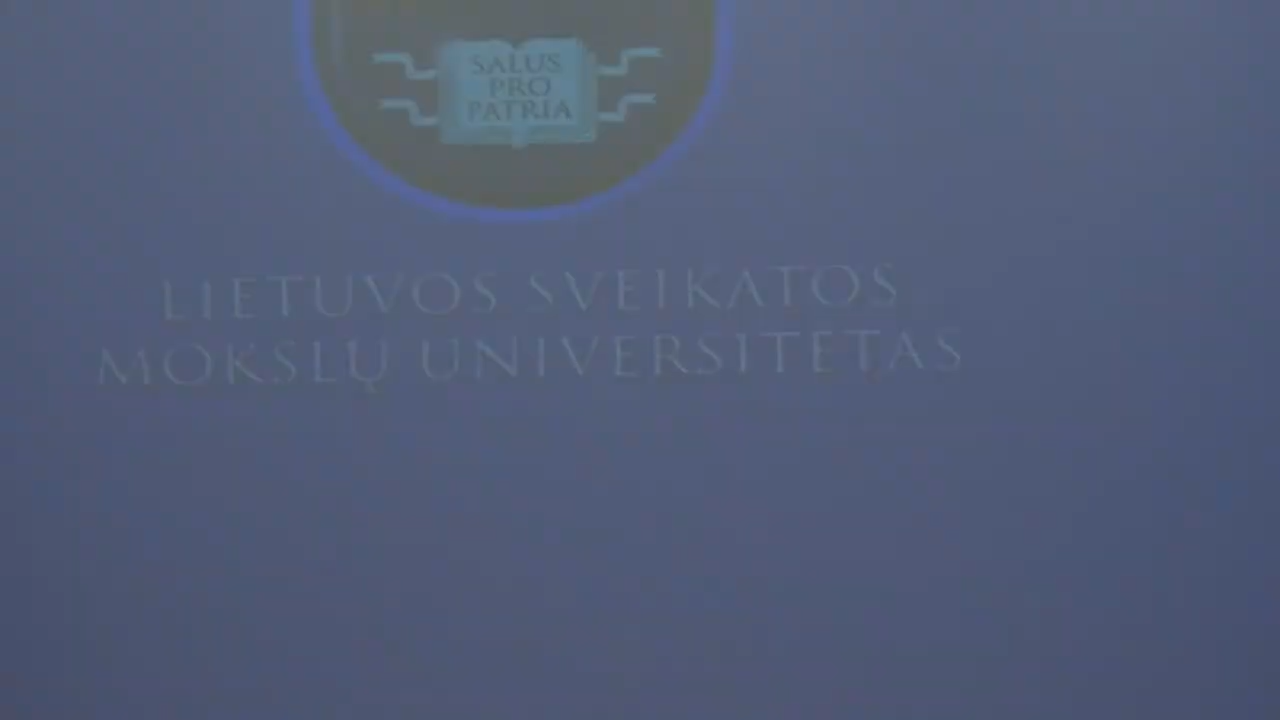 SALUS
PRO
PATRIA
LIETUVOS SVEIKATOS
MOKSLŲ UNIVERSITETAS